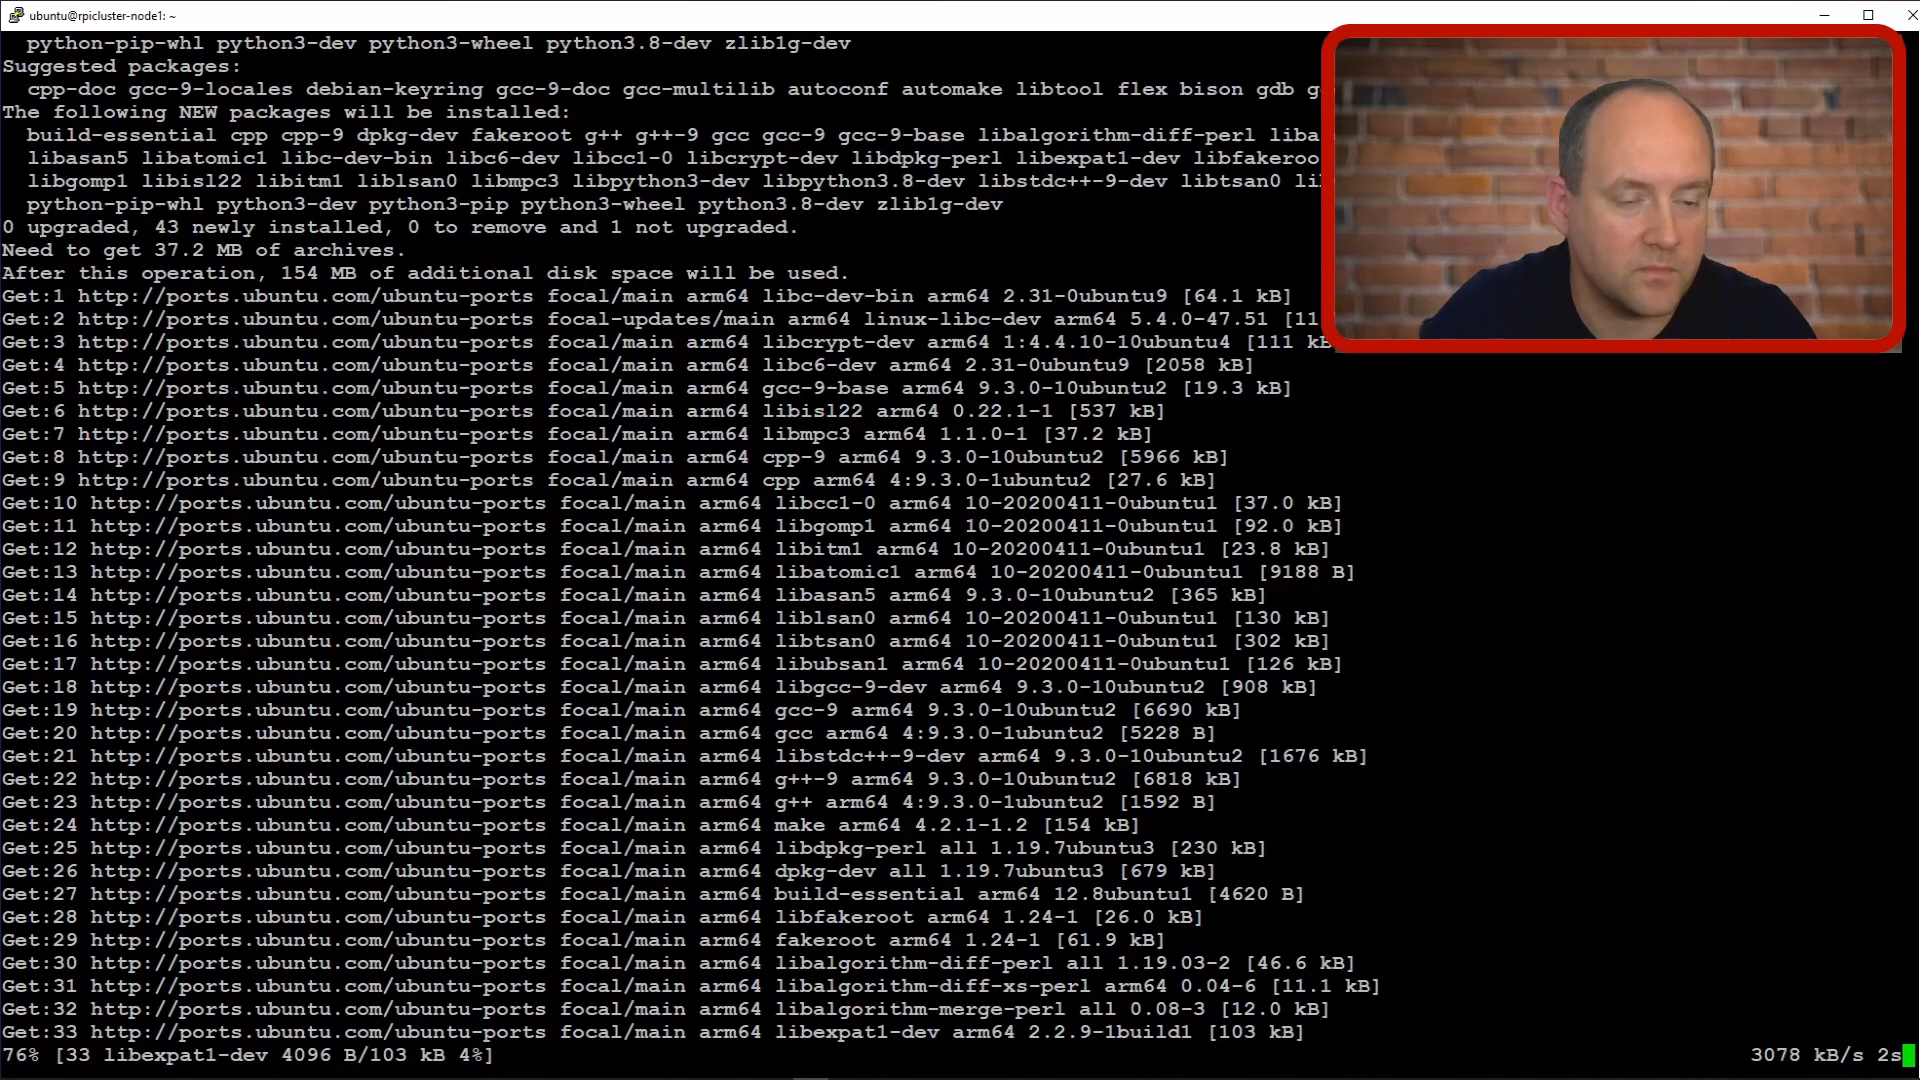 ubuntu@rpicluster-node1: ~
python-pip-whl python3-dev python3-wheel python3.8-dev zlib1g-dev
Suggested packages:
cpp-doc gcc-9-locales debian-keyring gcc-9-doc gcc-multilib autoconf automake libtool flex bison gdb g
The following NEW packages will be installed:
build-essential cpp cpp-9 dpkg-dev fakeroot g++ g++-9 gcc gcc-9 gcc-9-base libalgorithm-diff-perl liba
libasan5 libatomic1 libc-dev-bin libc6-dev libcc1-0 libcrypt-dev libdpkg-perl libexpat1-dev libfakeroo
libgomp1 libisl22 libitm1 liblsan0 libmpc3 libpython3-dev libpython3.8-dev libstdc++-9-dev libtsan0 li
python-pip-whl python3-dev python3-pip python3-wheel python3.8-dev zlib1g-dev
0 upgraded, 43 newly installed, 0 to remove and 1 not upgraded.
Need to get 37.2 MB of archives.
After this operation, 154 MB of additional disk space will be used.
Get:1 http://ports.ubuntu.com/ubuntu-ports focal/main arm64 libc-dev-bin arm64 2.31-0ubuntu9 [64.1 kB]
Get:2 http://ports.ubuntu.com/ubuntu-ports focal-updates/main arm64 linux-libc-dev arm64 5.4.0-47.51 [11
Get:3 http://ports.ubuntu.com/ubuntu-ports focal/main arm64 libcrypt-dev arm64 1:4.4.10-10ubuntu4 [111 kB
Get:4 http://ports.ubuntu.com/ubuntu-ports focal/main arm64 libc6-dev arm64 2.31-0ubuntu9 [2058 kB]
Get:5 http://ports.ubuntu.com/ubuntu-ports focal/main arm64 gcc-9-base arm64 9.3.0-10ubuntu2 [19.3 kB]
Get:6 http://ports.ubuntu.com/ubuntu-ports focal/main arm64 libisl22 arm64 0.22.1-1 [537 kB]
Get:7 http://ports.ubuntu.com/ubuntu-ports focal/main arm64 libmpc3 arm64 1.1.0-1 [37.2 kB]
Get:8 http://ports.ubuntu.com/ubuntu-ports focal/main arm64 cpp-9 arm64 9.3.0-10ubuntu2 [5966 kB]
Get:9 http://ports.ubuntu.com/ubuntu-ports focal/main arm64 cpp arm64 4:9.3.0-1ubuntu2 [27.6 kB]
Get:10 http://ports.ubuntu.com/ubuntu-ports focal/main arm64 libcc1-0 arm64 10-20200411-0ubuntu1 [37.0 kB]
Get:11 http://ports.ubuntu.com/ubuntu-ports focal/main arm64 libgomp1 arm64 10-20200411-0ubuntu1 [92.0 kB]
Get:12 http://ports.ubuntu.com/ubuntu-ports focal/main arm64 libitm1 arm64 10-20200411-0ubuntu1 [23.8 kB]
Get:13 http://ports.ubuntu.com/ubuntu-ports focal/main arm64 libatomic1 arm64 10-20200411-0ubuntu1 [9188 B]
Get:14 http://ports.ubuntu.com/ubuntu-ports focal/main arm64 libasan5 arm64 9.3.0-10ubuntu2 [365 kB]
Get:15 http://ports.ubuntu.com/ubuntu-ports focal/main arm64 liblsan0 arm64 10-20200411-0ubuntu1 [130 kB]
Get:16 http://ports.ubuntu.com/ubuntu-ports focal/main arm64 libtsan0 arm64 10-20200411-0ubuntu1 [302 kB]
Get:17 http://ports.ubuntu.com/ubuntu-ports focal/main arm64 libubsan1 arm64 10-20200411-0ubuntu1 [126 kB]
Get:18 http://ports.ubuntu.com/ubuntu-ports focal/main arm64 libgcc-9-dev arm64 9.3.0-10ubuntu2 [908 kB]
Get:19 http://ports.ubuntu.com/ubuntu-ports focal/main arm64 gcc-9 arm64 9.3.0-10ubuntu2 [6690 kB]
Get:20 http://ports.ubuntu.com/ubuntu-ports focal/main arm64 gcc arm64 4:9.3.0-1ubuntu2 [5228 B]
Get:21 http://ports.ubuntu.com/ubuntu-ports focal/main arm64 libstdc++-9-dev arm64 9.3.0-10ubuntu2 [1676 kB]
Get:22 http://ports.ubuntu.com/ubuntu-ports focal/main arm64 g++-9 arm64 9.3.0-10ubuntu2 [6818 kB]
Get:23 http://ports.ubuntu.com/ubuntu-ports focal/main arm64 g++ arm64 4:9.3.0-1ubuntu2 [1592 B]
Get:24 http://ports.ubuntu.com/ubuntu-ports focal/main arm64 make arm64 4.2.1-1.2 [154 kB]
Get:25 http://ports.ubuntu.com/ubuntu-ports focal/main arm64 libdpkg-perl all 1.19.7ubuntu3 [230 kB]
Get:26 http://ports.ubuntu.com/ubuntu-ports focal/main arm64 dpkg-dev all 1.19.7ubuntu3 [679 kB]
Get:27 http://ports.ubuntu.com/ubuntu-ports focal/main arm64 build-essential arm64 12.8ubuntu1 [4620 B]
Get:28 http://ports.ubuntu.com/ubuntu-ports focal/main arm64 libfakeroot arm64 1.24-1 [26.0 kB]
Get:29 http://ports.ubuntu.com/ubuntu-ports focal/main arm64 fakeroot arm64 1.24-1 [61.9 kB]
Get:30 http://ports.ubuntu.com/ubuntu-ports focal/main arm64 libalgorithm-diff-perl all 1.19.03-2 [46.6 kB]
Get:31 http://ports.ubuntu.com/ubuntu-ports focal/main arm64 libalgorithm-diff-xs-perl arm64 0.04-6 [11.1 kB]
Get:32 http://ports.ubuntu.com/ubuntu-ports focal/main arm64 libalgorithm-merge-perl all 0.08-3 [12.0 kB]
Get:33 http://ports.ubuntu.com/ubuntu-ports focal/main arm64 libexpat1-dev arm64 2.2.9-1build1 [103 kB]
76% [33 libexpat1-dev 4096 B/103 kB 4%] 3078 kB/s 2s